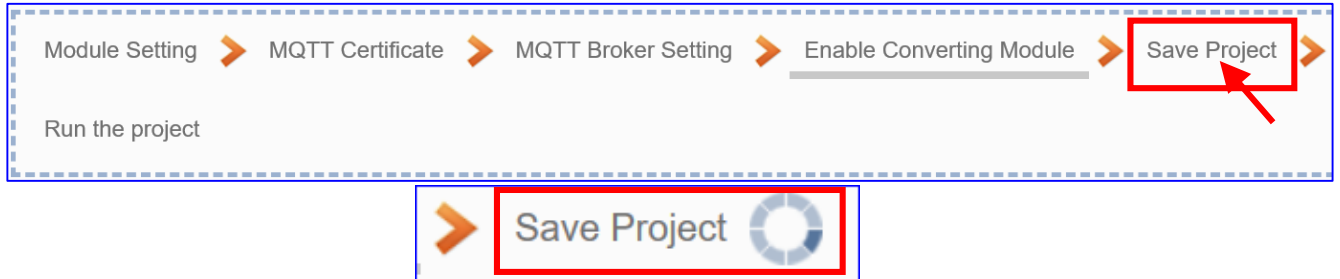 Module Setting MQTT Certificate MQTT Broker Setting Enable Converting Module Save Project
Run the project
Save Project